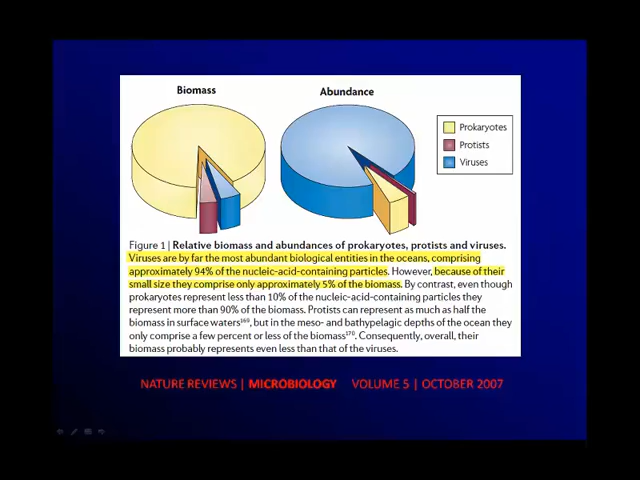 Biomass
Abundance
Prokaryotes
Protists
Viruses
Figure 1 | Relative biomass and abundances of prokaryotes, protists and viruses.
Viruses are by far the most abundant biological entities in the oceans, comprising
approximately 94% of the nucleic-acid-containing particles. However, because of their
small size they comprise only approximately 5% of the biomass. By contrast, even though
prokaryotes represent less than 10% of the nucleic-acid-containing particles they
represent more than 90% of the biomass. Protists can represent as much as half the
biomass in surface waters¹⁶⁹, but in the meso- and bathypelagic depths of the ocean they
only comprise a few percent or less of the biomass¹⁷⁰. Consequently, overall, their
biomass probably represents even less than that of the viruses.
NATURE REVIEWS | MICROBIOLOGY VOLUME 5 | OCTOBER 2007